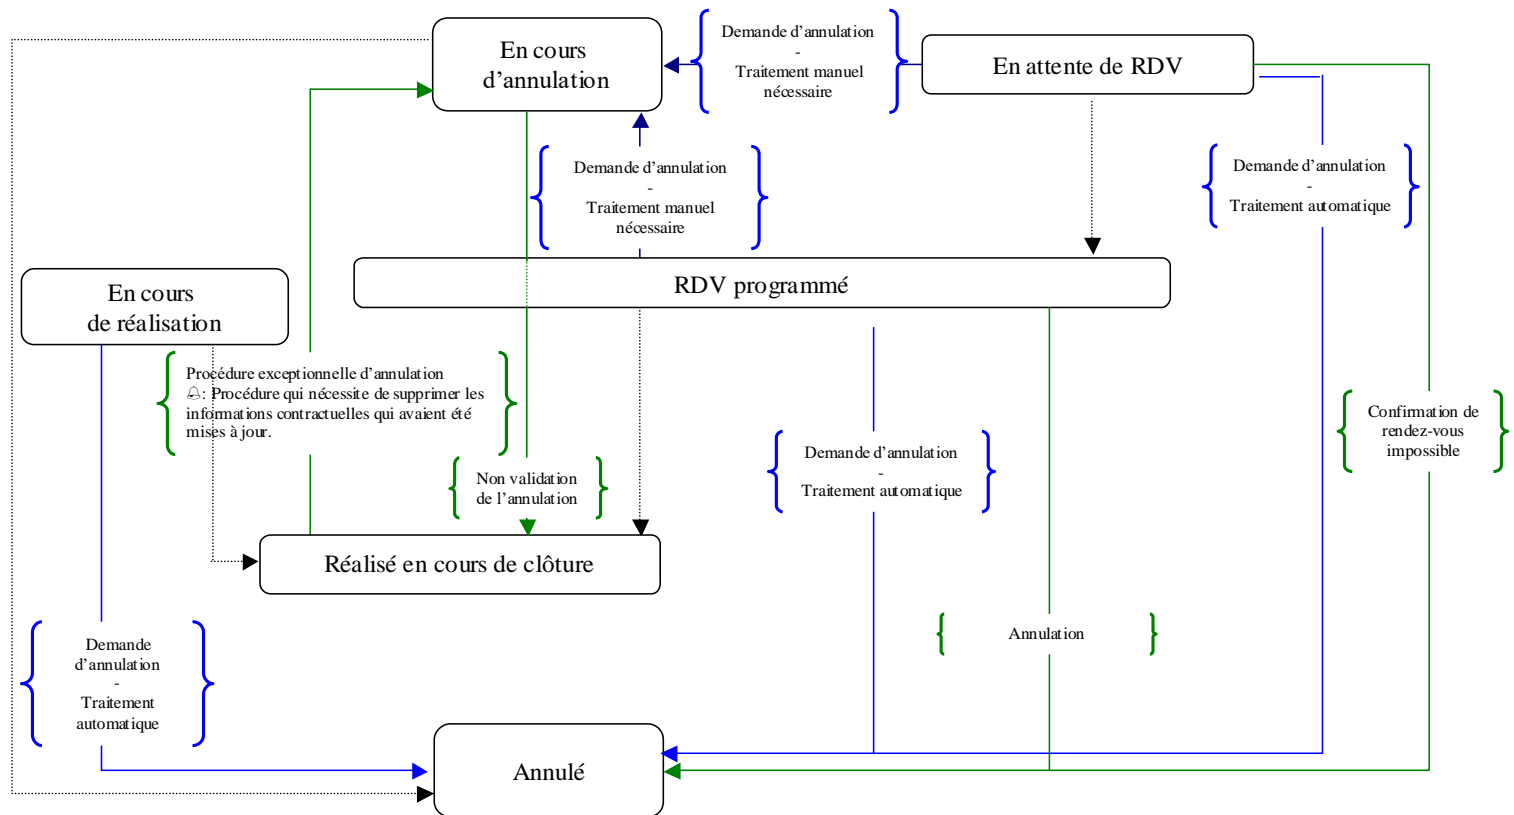 En cours
d’annulation
Demande d’annulation
-
Traitement manuel
nécessaire
En attente de RDV
Demande d’annulation
-
Traitement manuel
nécessaire
Demande d’annulation
-
Traitement automatique
RDV programmé
En cours
de réalisation
Procédure exceptionnelle d’annulation
🔔: Procédure qui nécessite de supprimer les
informations contractuelles qui avaient été
mises à jour.
Non validation
de l’annulation
Demande d’annulation
-
Traitement automatique
Confirmation de
rendez-vous
impossible
Réalisé en cours de clôture
Demande
d’annulation
-
Traitement
automatique
Annulation
Annulé